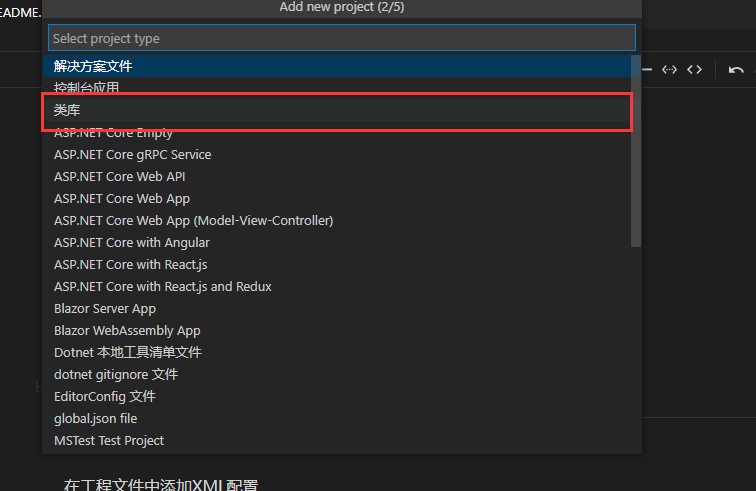 Add new project (2/5)
EADME.
Select project type
解决方案文件
控制台应用
类库
ASP.NET Core Empty
ASP.NET Core gRPC Service
ASP.NET Core Web API
ASP.NET Core Web App
ASP.NET Core Web App (Model-View-Controller)
ASP.NET Core with Angular
ASP.NET Core with React.js
ASP.NET Core with React.js and Redux
Blazor Server App
Blazor WebAssembly App
Dotnet 本地工具清单文件
dotnet gitignore 文件
EditorConfig 文件
global.json file
MSTest Test Project
在工程文件中添加XML配置